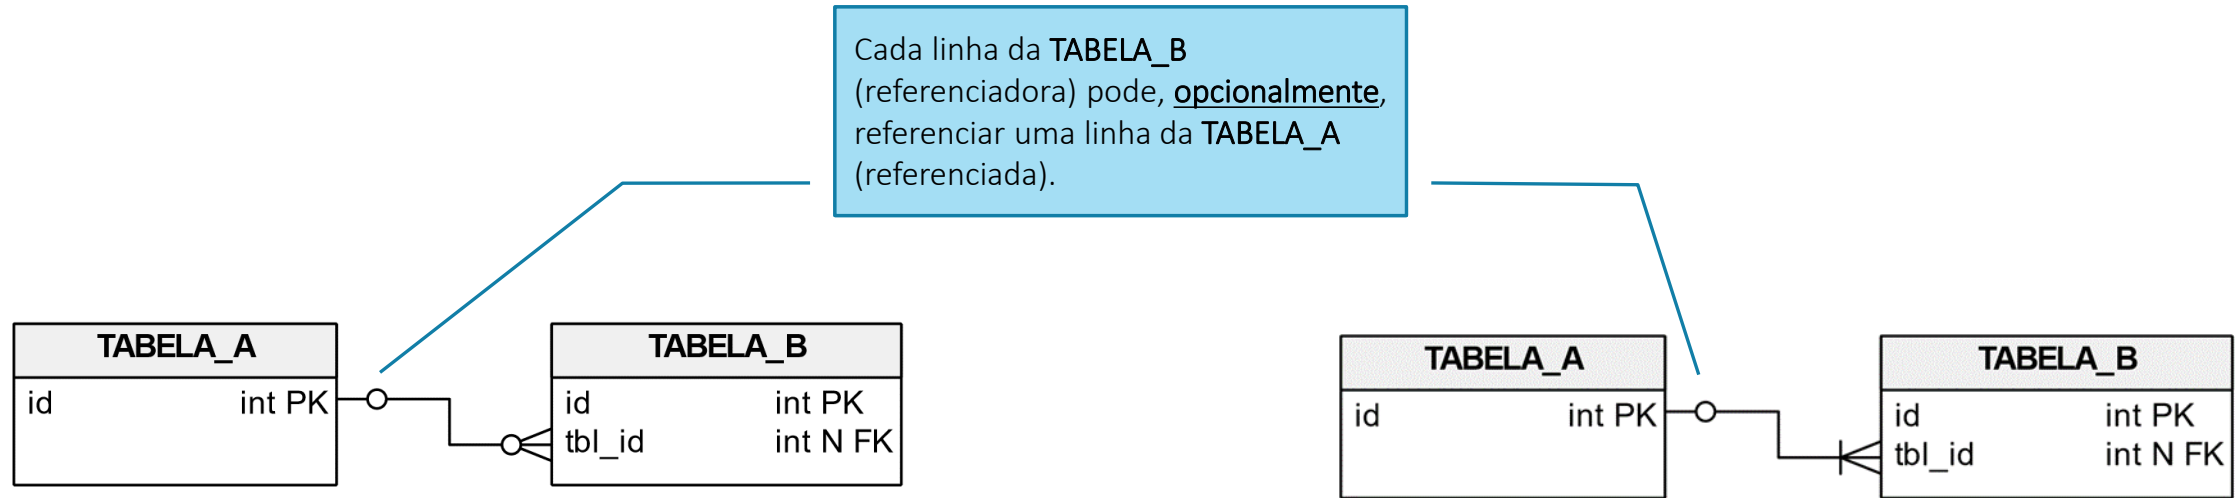 Cada linha da TABELA_B
(referenciadora) pode, opcionalmente,
referenciar uma linha da TABELA_A
(referenciada).
TABELA_A
id int PK
TABELA_B
id int PK
tbl_id int N FK
TABELA_A
id int PK
TABELA_B
id int PK
tbl_id int N FK